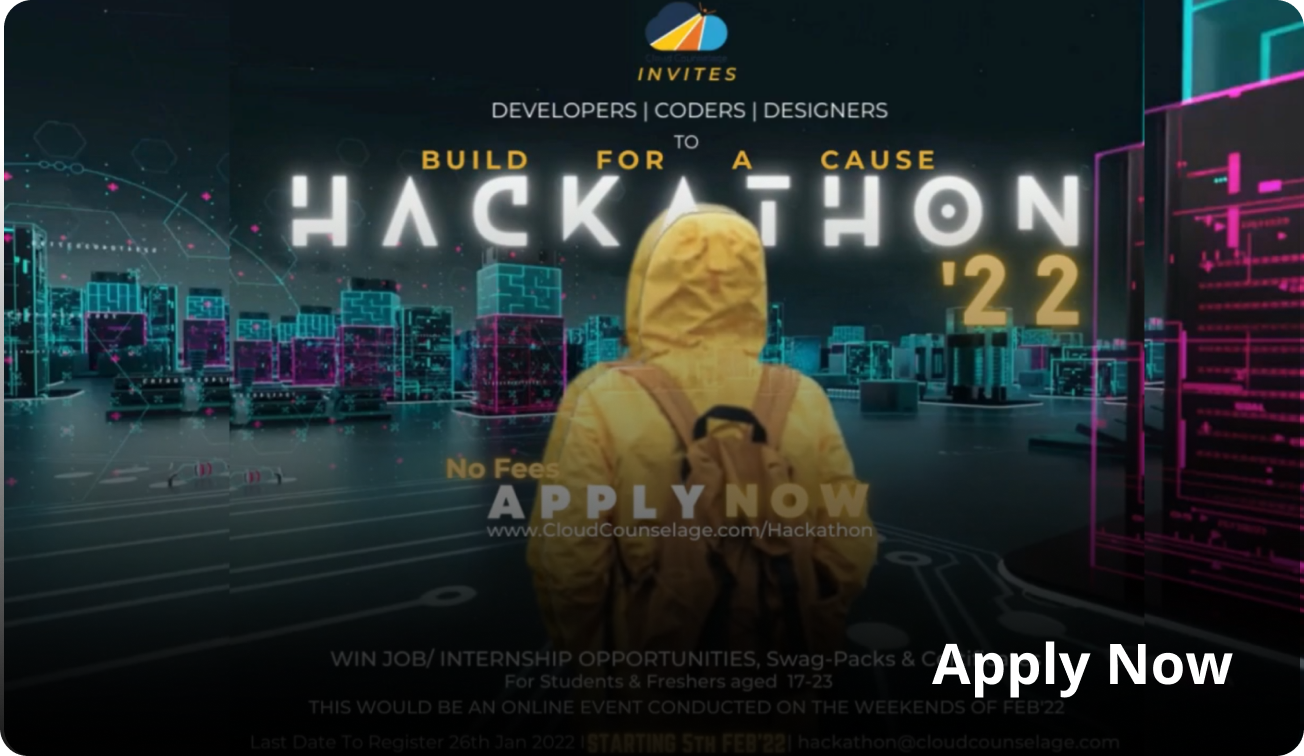 INVITES
DEVELOPERS | CODERS | DESIGNERS
TO
BUILD FOR A CAUSE
HACKATHON
'22
No Fees
APPLY NOW
www.CloudCounselage.com/Hackathon
WIN JOB/ INTERNSHIP OPPORTUNITIES, Swag-Packs &
Apply Now
For Students & Freshers aged 17-23
THIS WOULD BE AN ONLINE EVENT CONDUCTED ON THE WEEKENDS OF FEB'22
Last Date To Register 26th Jan 2022 | STARTING 5TH FEB'22 | hackathon@cloudcounselage.com